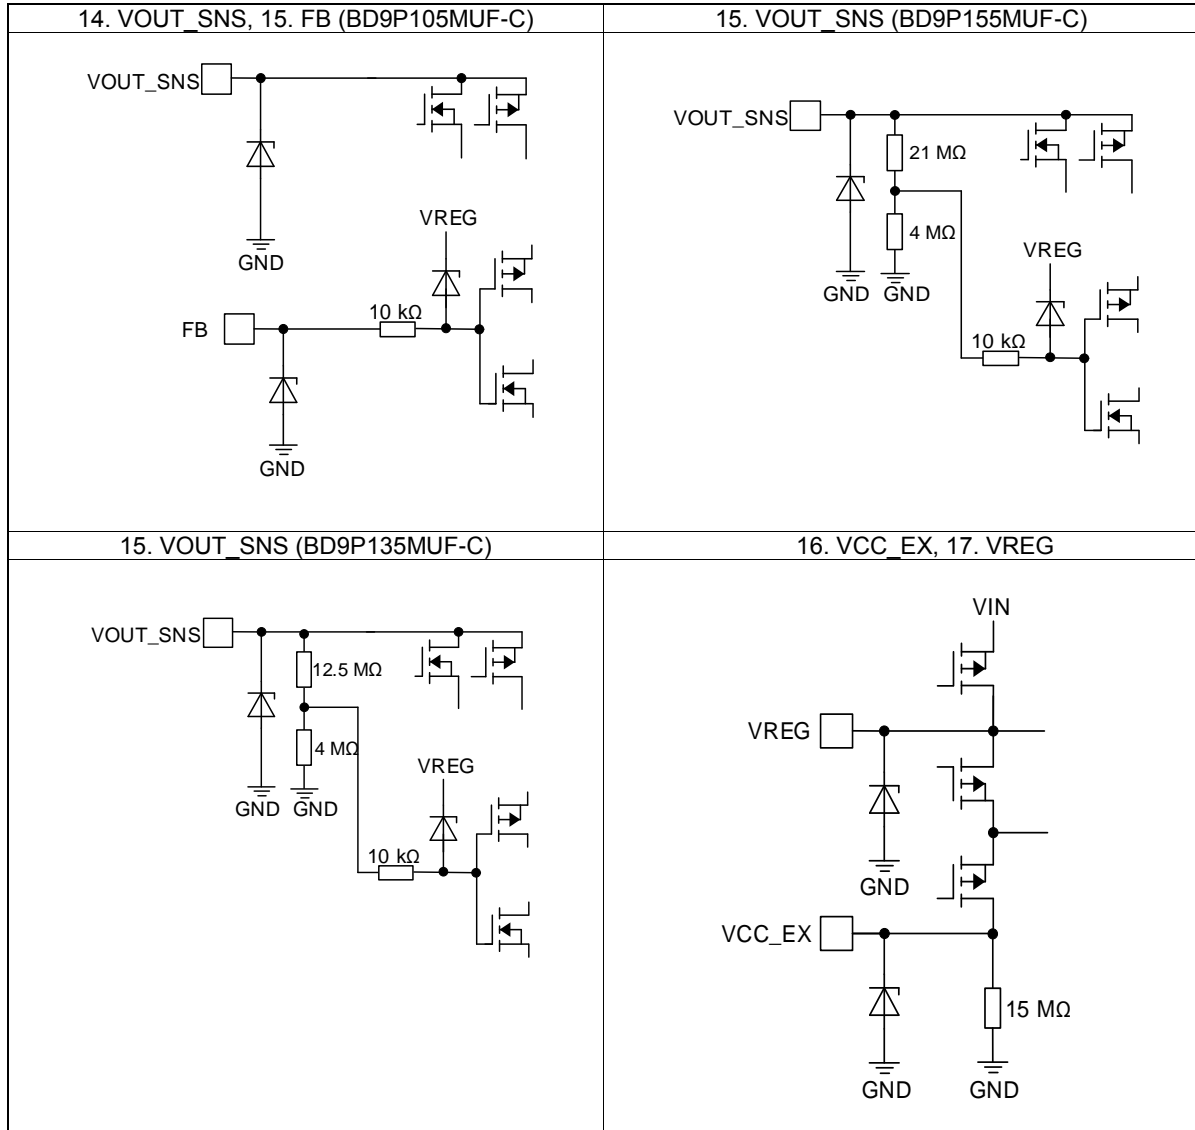 14. VOUT_SNS, 15. FB (BD9P105MUF-C)
VOUT_SNS
GND
VREG
10 kΩ
FB
GND
15. VOUT_SNS (BD9P155MUF-C)
VOUT_SNS
21 MΩ
4 MΩ
GND
GND
VREG
10 kΩ
15. VOUT_SNS (BD9P135MUF-C)
VOUT_SNS
12.5 MΩ
4 MΩ
GND
GND
VREG
10 kΩ
16. VCC_EX, 17. VREG
VIN
VREG
GND
VCC_EX
15 MΩ
GND
GND